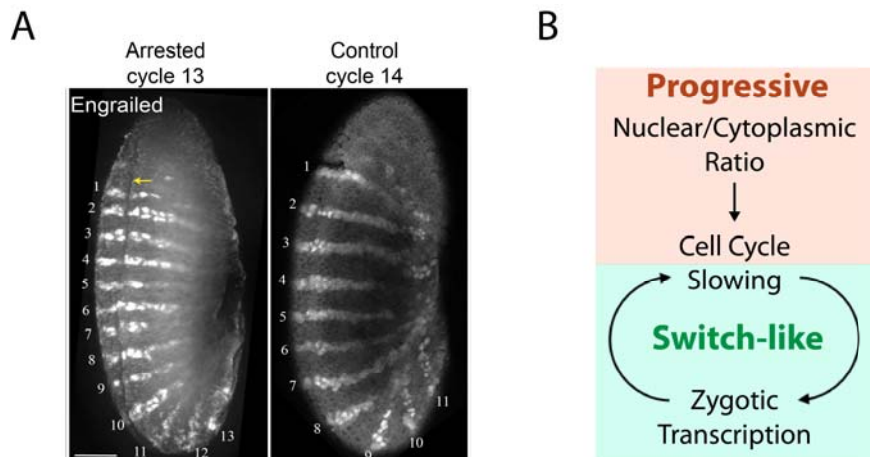 A
Arrested
cycle 13
Control
cycle 14
Engrailed
1
2
3
4
5
6
7
8
9
10
11
12
13
1
2
3
4
5
6
7
8
9
10
11
B
Progressive
Nuclear/Cytoplasmic
Ratio
Cell Cycle
Slowing
Switch-like
Zygotic
Transcription